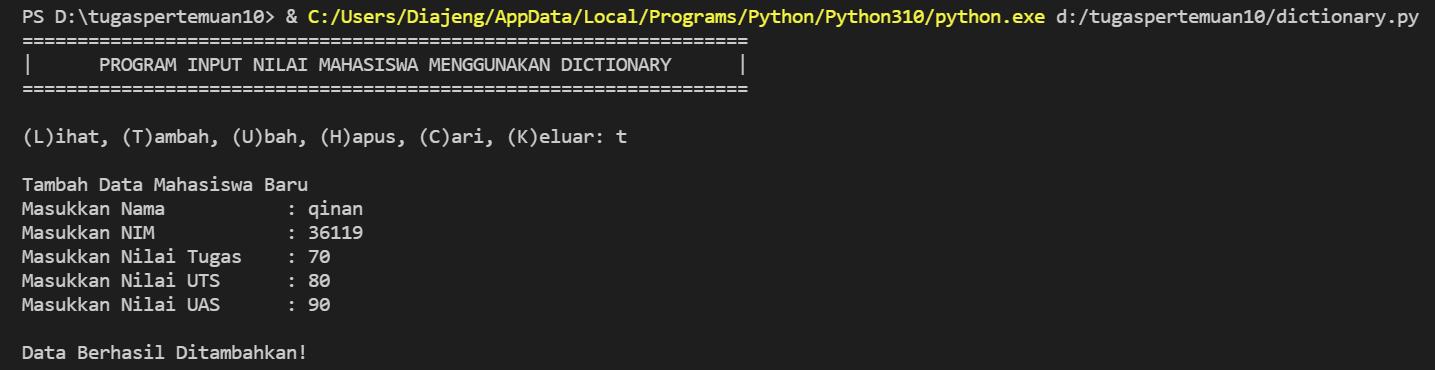 PS D:\tugaspertemuan10> & C:/Users/Diajeng/AppData/Local/Programs/Python/Python310/python.exe d:/tugaspertemuan10/dictionary.py
==================================================================
|      PROGRAM INPUT NILAI MAHASISWA MENGGUNAKAN DICTIONARY      |
==================================================================
(L)ihat, (T)ambah, (U)bah, (H)apus, (C)ari, (K)eluar: t
Tambah Data Mahasiswa Baru
Masukkan Nama           : qinan
Masukkan NIM            : 36119
Masukkan Nilai Tugas    : 70
Masukkan Nilai UTS      : 80
Masukkan Nilai UAS      : 90
Data Berhasil Ditambahkan!